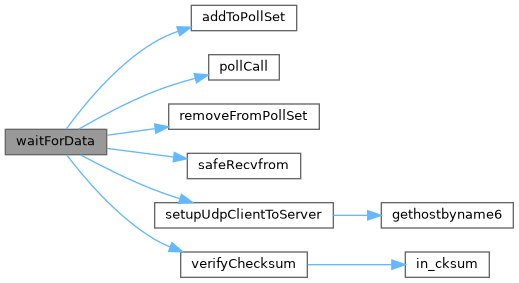 addToPollSet
pollCall
removeFromPollSet
waitForData
safeRecvfrom
setupUdpClientToServer
gethostbyname6
verifyChecksum
in_cksum